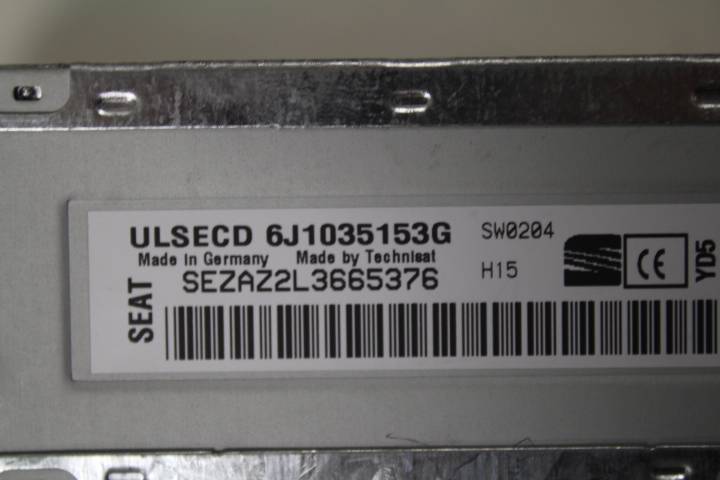 ULSECD 6J1035153G SW0204
Made in Germany Made by Technisat
SEZAZ2L3665376 H15
SEAT
CE
YD5